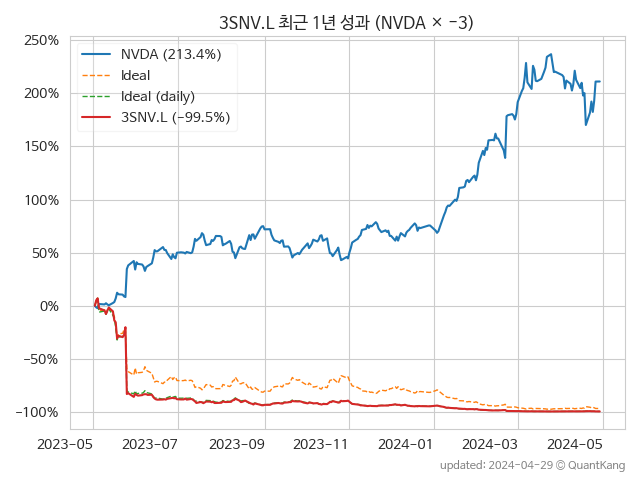 3SNV.L 최근 1년 성과 (NVDA × −3)
250%
200%
150%
100%
50%
0%
−50%
−100%
NVDA (213.4%)
Ideal
Ideal (daily)
3SNV.L (−99.5%)
2023-05
2023-07
2023-09
2023-11
2024-01
2024-03
2024-05
updated: 2024-04-29 © QuantKang